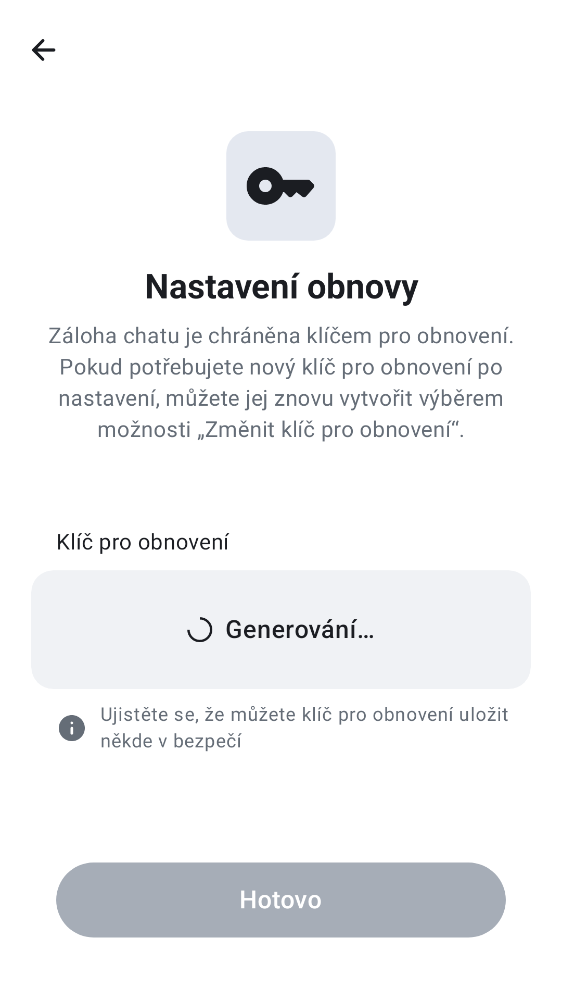 Nastavení obnovy
Záloha chatu je chráněna klíčem pro obnovení.
Pokud potřebujete nový klíč pro obnovení po
nastavení, můžete jej znovu vytvořit výběrem
možnosti „Změnit klíč pro obnovení“.
Klíč pro obnovení
Generování…
Ujistěte se, že můžete klíč pro obnovení uložit
někde v bezpečí
Hotovo